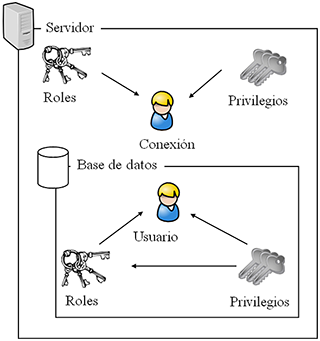 Servidor
Roles
Privilegios
Conexión
Base de datos
Usuario
Roles
Privilegios